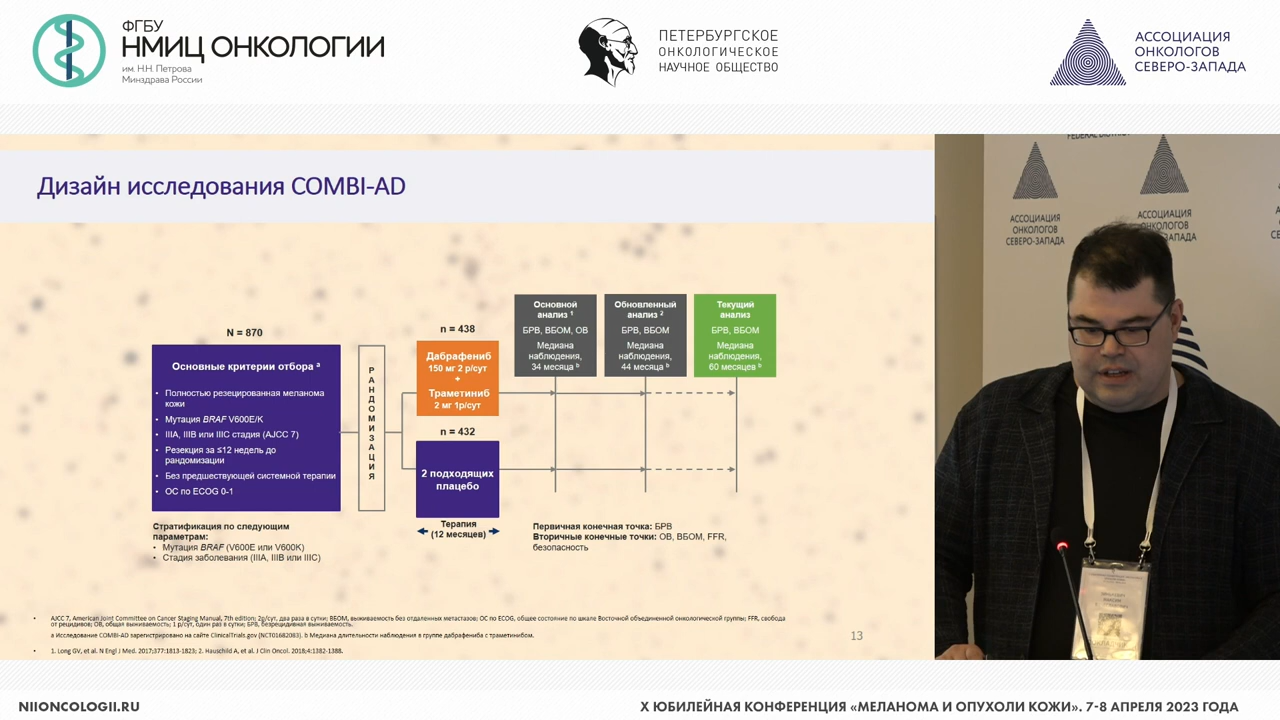 ФГБУ
НМИЦ ОНКОЛОГИИ
им. Н.Н. Петрова
Минздрава России
ПЕТЕРБУРГСКОЕ
ОНКОЛОГИЧЕСКОЕ
НАУЧНОЕ ОБЩЕСТВО
АССОЦИАЦИЯ
ОНКОЛОГОВ
СЕВЕРО-ЗАПАДА
Дизайн исследования COMBI-AD
N = 870
Основные критерии отбора a
• Полностью резецированная меланома
кожи
• Мутация BRAF V600E/K
• IIIA, IIIB или IIIC стадия (AJCC 7)
• Резекция за ≤12 недель до
рандомизации
• Без предшествующей системной терапии
• ОС по ECOG 0-1
Стратификация по следующим
параметрам:
• Мутация BRAF (V600E или V600K)
• Стадия заболевания (IIIA, IIIB или IIIC)
РАНДОМИЗАЦИЯ
n = 438
Дабрафениб
150 мг 2 р/сут
+
Траметиниб
2 мг 1р/сут
n = 432
2 подходящих
плацебо
Терапия
(12 месяцев)
Основной
анализ 1
БРВ, ВБОМ, ОВ
Медиана
наблюдения,
34 месяца b
Обновленный
анализ 2
БРВ, ВБОМ
Медиана
наблюдения,
44 месяца b
Текущий
анализ
БРВ, ВБОМ
Медиана
наблюдения,
60 месяцев b
Первичная конечная точка: БРВ
Вторичные конечные точки: ОВ, ВБОМ, FFR,
безопасность
• AJCC 7, American Joint Committee on Cancer Staging Manual, 7th edition; 2р/сут, два раза в сутки; ВБОМ, выживаемость без отдаленных метастазов; ОС по ECOG, общее состояние по шкале Восточной объединенной онкологической группы; FFR, свобода
от рецидивов; ОВ, общая выживаемость; 1 р/сут, один раз в сутки; БРВ, безрецидивная выживаемость.
a Исследование COMBI-AD зарегистрировано на сайте ClinicalTrials.gov (NCT01682083). b Медиана длительности наблюдения в группе дабрафениба с траметинибом.
• 1. Long GV, et al. N Engl J Med. 2017;377:1813-1823; 2. Hauschild A, et al. J Clin Oncol. 2018;4:1382-1388.
13
FEDERAL DISTRICT
АССОЦИАЦИЯ
ОНКОЛОГОВ
СЕВЕРО-ЗАПАДА
АССОЦИАЦИЯ
ОНКОЛОГОВ
ЗАПАДА
NIIONCOLOGII.RU
X ЮБИЛЕЙНАЯ КОНФЕРЕНЦИЯ «МЕЛАНОМА И ОПУХОЛИ КОЖИ». 7-8 АПРЕЛЯ 2023 ГОДА